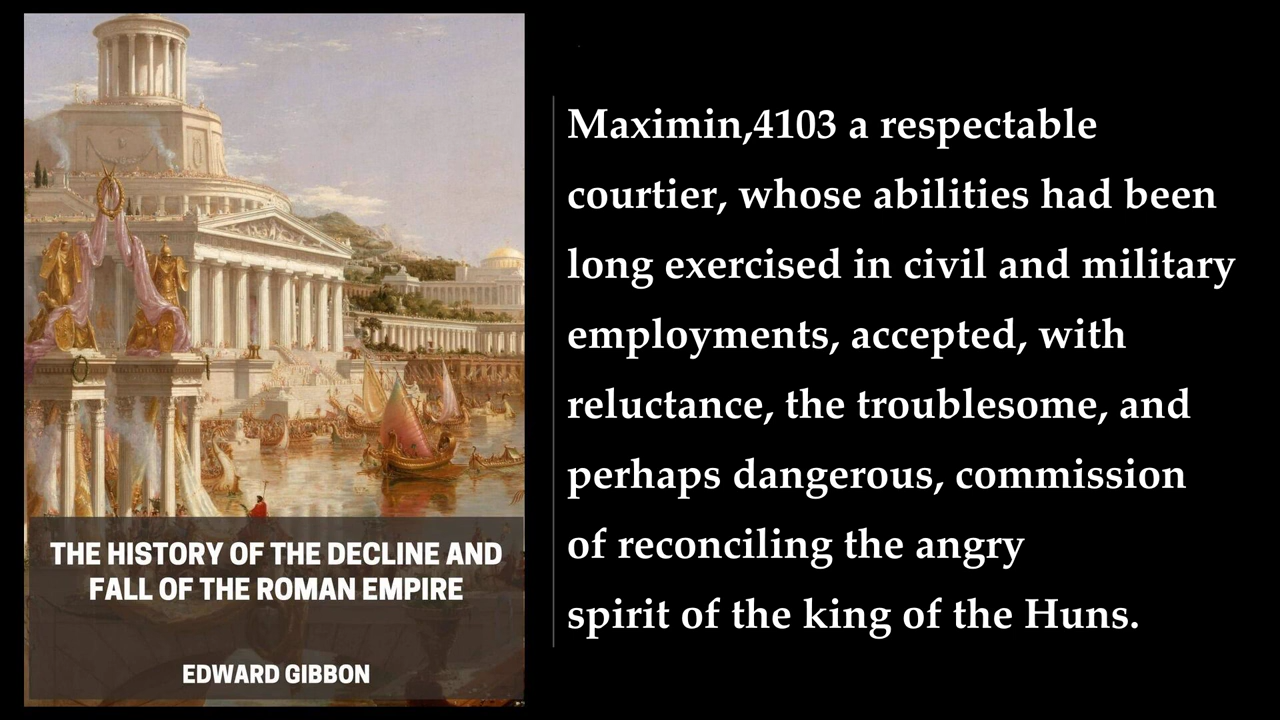 THE HISTORY OF THE DECLINE AND
FALL OF THE ROMAN EMPIRE
EDWARD GIBBON
Maximin,4103 a respectable
courtier, whose abilities had been
long exercised in civil and military
employments, accepted, with
reluctance, the troublesome, and
perhaps dangerous, commission
of reconciling the angry
spirit of the king of the Huns.